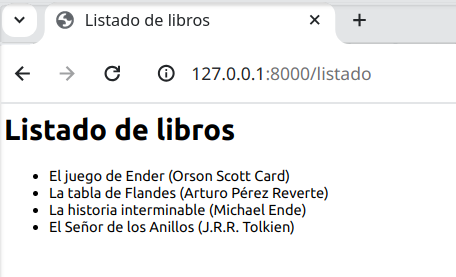 Listado de libros
127.0.0.1:8000/listado
Listado de libros
El juego de Ender (Orson Scott Card)
La tabla de Flandes (Arturo Pérez Reverte)
La historia interminable (Michael Ende)
El Señor de los Anillos (J.R.R. Tolkien)